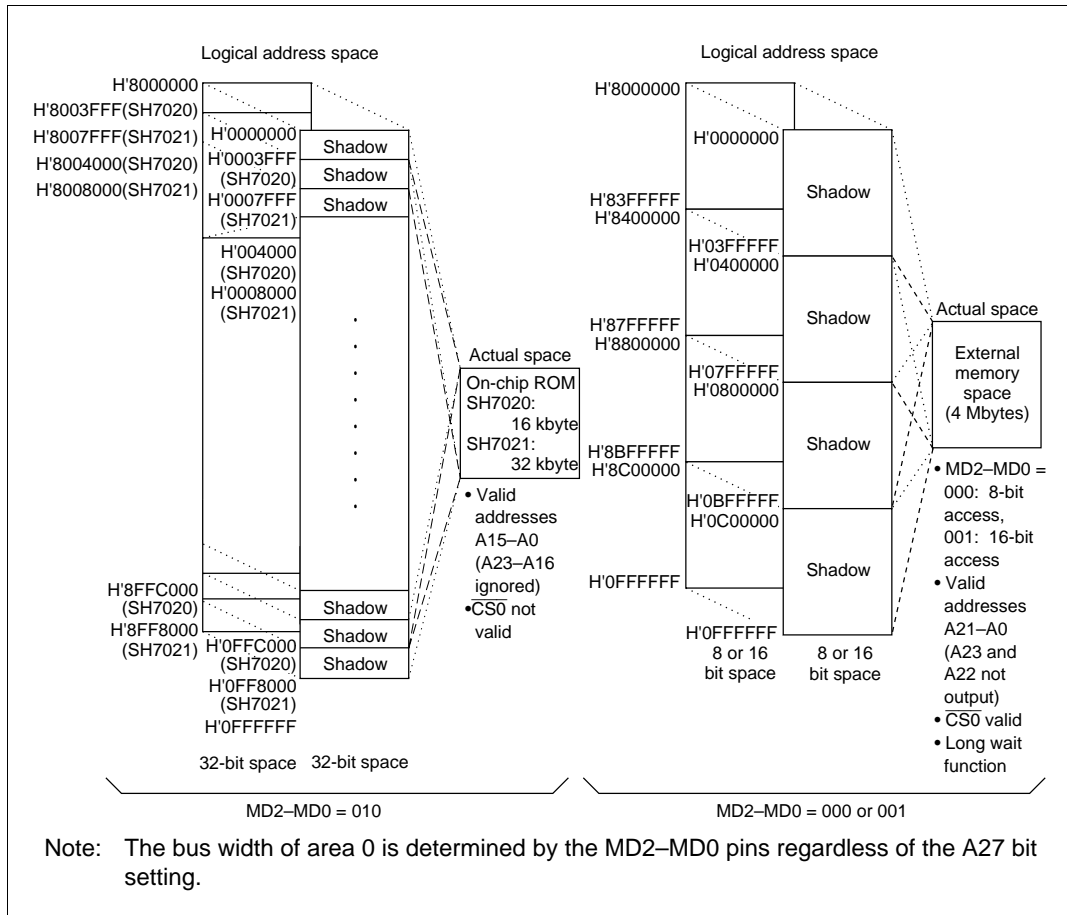 Logical address space
H'8000000
H'8003FFF(SH7020)
H'8007FFF(SH7021)
H'8004000(SH7020)
H'8008000(SH7021)
H'0000000
H'0003FFF
(SH7020)
H'0007FFF
(SH7021)
H'004000
(SH7020)
H'0008000
(SH7021)
Shadow
Shadow
Shadow
Actual space
On-chip ROM
SH7020:
16 kbyte
SH7021:
32 kbyte
• Valid
addresses
A15–A0
(A23–A16
ignored)
• CS0 not
valid
H'8FFC000
(SH7020)
H'8FF8000
(SH7021)
H'0FFC000
(SH7020)
H'0FF8000
(SH7021)
H'0FFFFFF
Shadow
Shadow
Shadow
32-bit space
32-bit space
MD2–MD0 = 010
Logical address space
H'8000000
H'0000000
H'83FFFFF
H'8400000
H'03FFFFF
H'0400000
H'87FFFFF
H'8800000
H'07FFFFF
H'0800000
H'8BFFFFF
H'8C00000
H'0BFFFFF
H'0C00000
H'0FFFFFF
H'0FFFFFF
Shadow
Shadow
Shadow
Shadow
8 or 16
bit space
8 or 16
bit space
Actual space
External
memory
space
(4 Mbytes)
• MD2–MD0 =
000: 8-bit
access,
001: 16-bit
access
• Valid
addresses
A21–A0
(A23 and
A22 not
output)
• CS0 valid
• Long wait
function
MD2–MD0 = 000 or 001
Note: The bus width of area 0 is determined by the MD2–MD0 pins regardless of the A27 bit
setting.